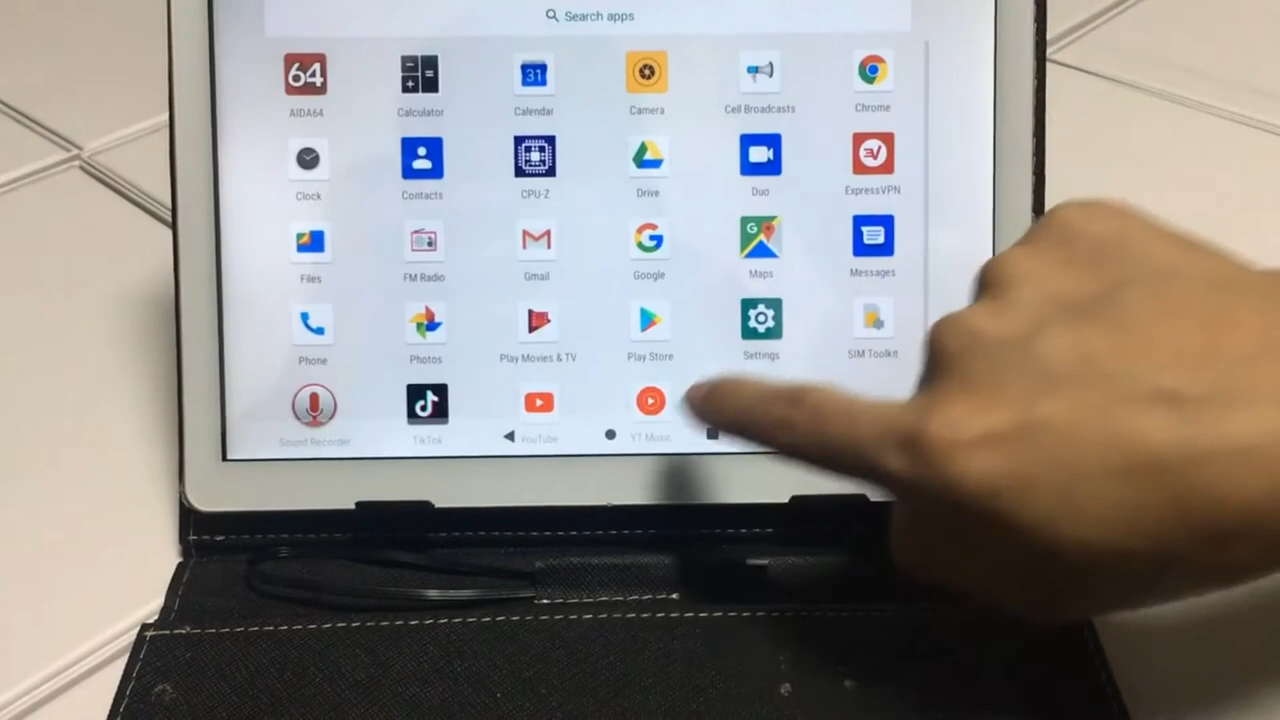 Search apps
64
31
AIDA64 Calculator Calendar Camera Cell Broadcasts Chrome
Clock Contacts CPU-Z Drive Duo ExpressVPN
G
Files FM Radio Gmail Google Maps Messages
Phone Photos Play Movies & TV Play Store Settings SIM Toolkit
Sound Recorder TikTok YouTube YT Music